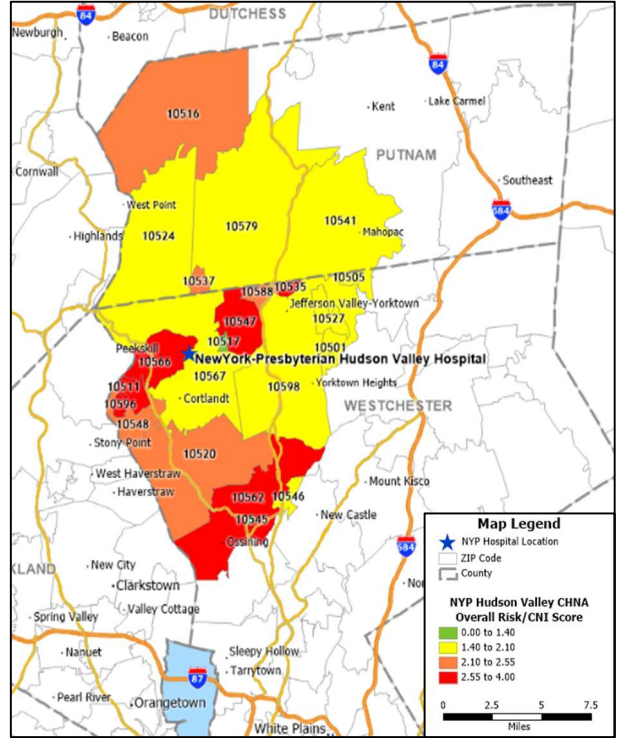 DUTCHESS
84
Newburgh
Beacon
84
10516
Kent
Lake Carmel
PUTNAM
Cornwall
Southeast
684
West Point
10541
10579
10524
Highlands
Mahopac
10505
10537
10535
10588
Jefferson Valley-Yorktown
10547
10527
10517
10501
Peekskill
NewYork-Presbyterian Hudson Valley Hospital
10566
10567
10511
10598
Yorktown Heights
Cortlandt
10596
WESTCHESTER
10548
Stony Point
10520
West Haverstraw
Mount Kisco
Haverstraw
10562
10546
10545
New Castle
Ossining
684
New City
KLAND
Clarkstown
Valley Cottage
Spring Valley
Nanuet
Sleepy Hollow
Tarrytown
87
Pearl River
Orangetown
White Plains
Map Legend
NYP Hospital Location
ZIP Code
County
NYP Hudson Valley CHNA
Overall Risk/CNI Score
0.00 to 1.40
1.40 to 2.10
2.10 to 2.55
2.55 to 4.00
0 2.5 5 7.5
Miles